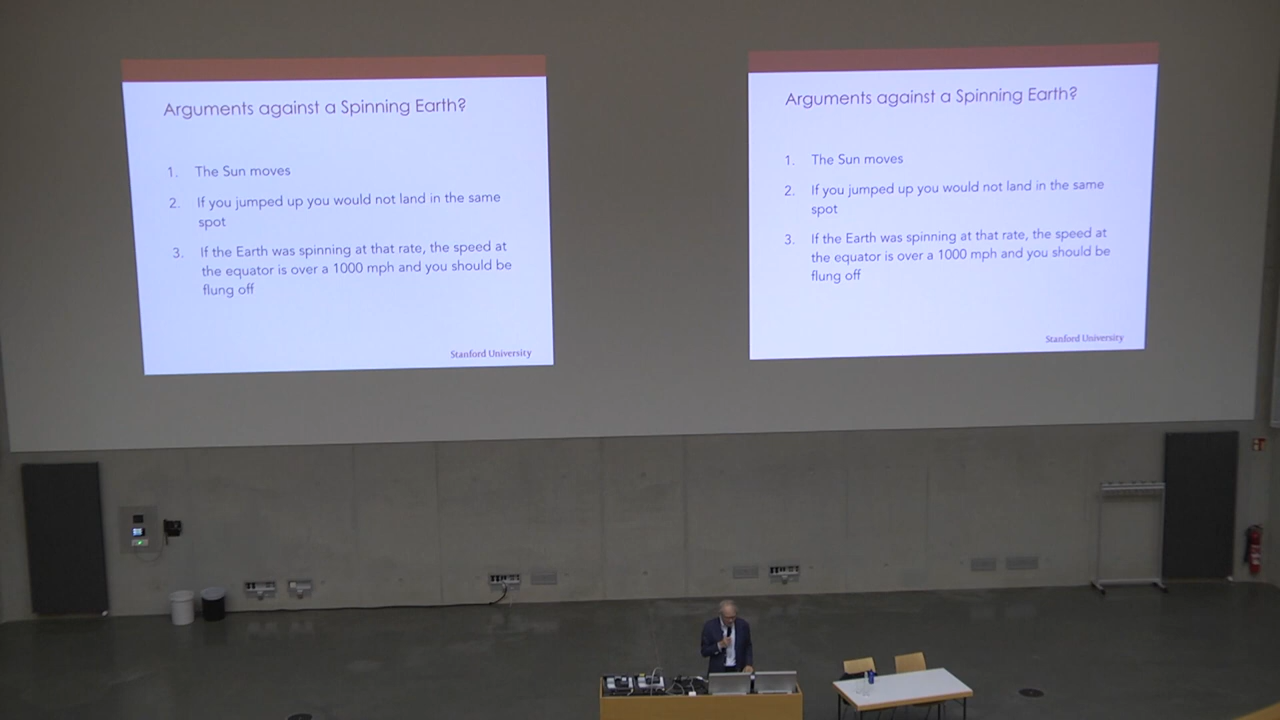 Arguments against a Spinning Earth?
1. The Sun moves
2. If you jumped up you would not land in the same
spot
3. If the Earth was spinning at that rate, the speed at
the equator is over a 1000 mph and you should be
flung off
Stanford University
Arguments against a Spinning Earth?
1. The Sun moves
2. If you jumped up you would not land in the same
spot
3. If the Earth was spinning at that rate, the speed at
the equator is over a 1000 mph and you should be
flung off
Stanford University